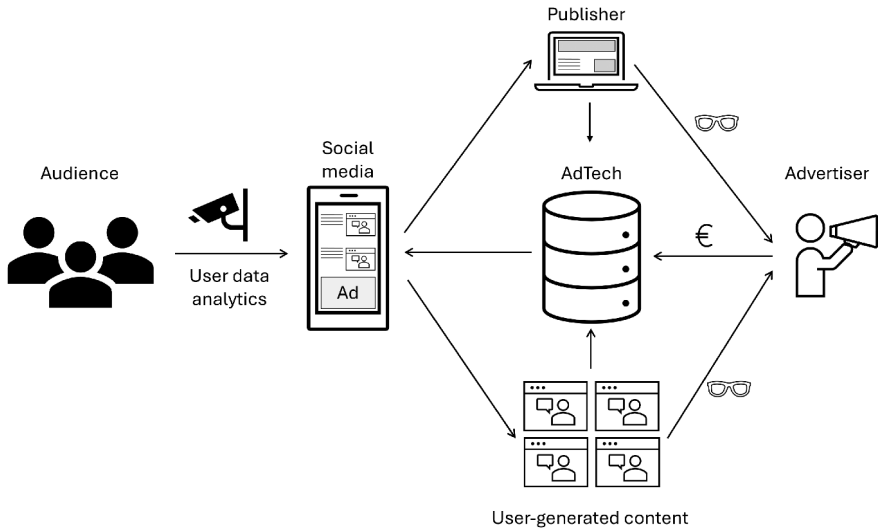 Publisher
Social
media
Audience
AdTech
Advertiser
€
User data
analytics
Ad
User-generated content